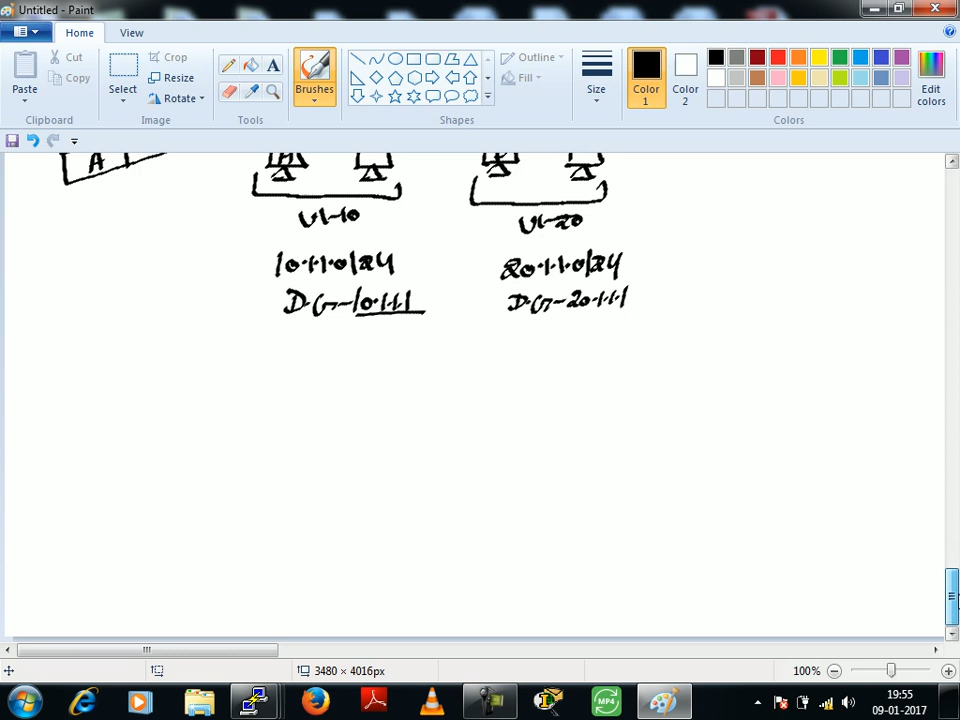 Untitled - Paint
Home
View
Cut
Copy
Paste
Crop
Resize
Rotate
Select
Brushes
Outline
Fill
Size
Color 1
Color 2
Edit colors
Clipboard
Image
Tools
Shapes
Colors
A
Vl-10
Vl-20
10.1.1.0/24
20.1.1.0/24
D.G-10.1.1.1
D.G-20.1.1.1
3480 × 4016px
100%
MP4
19:55
09-01-2017